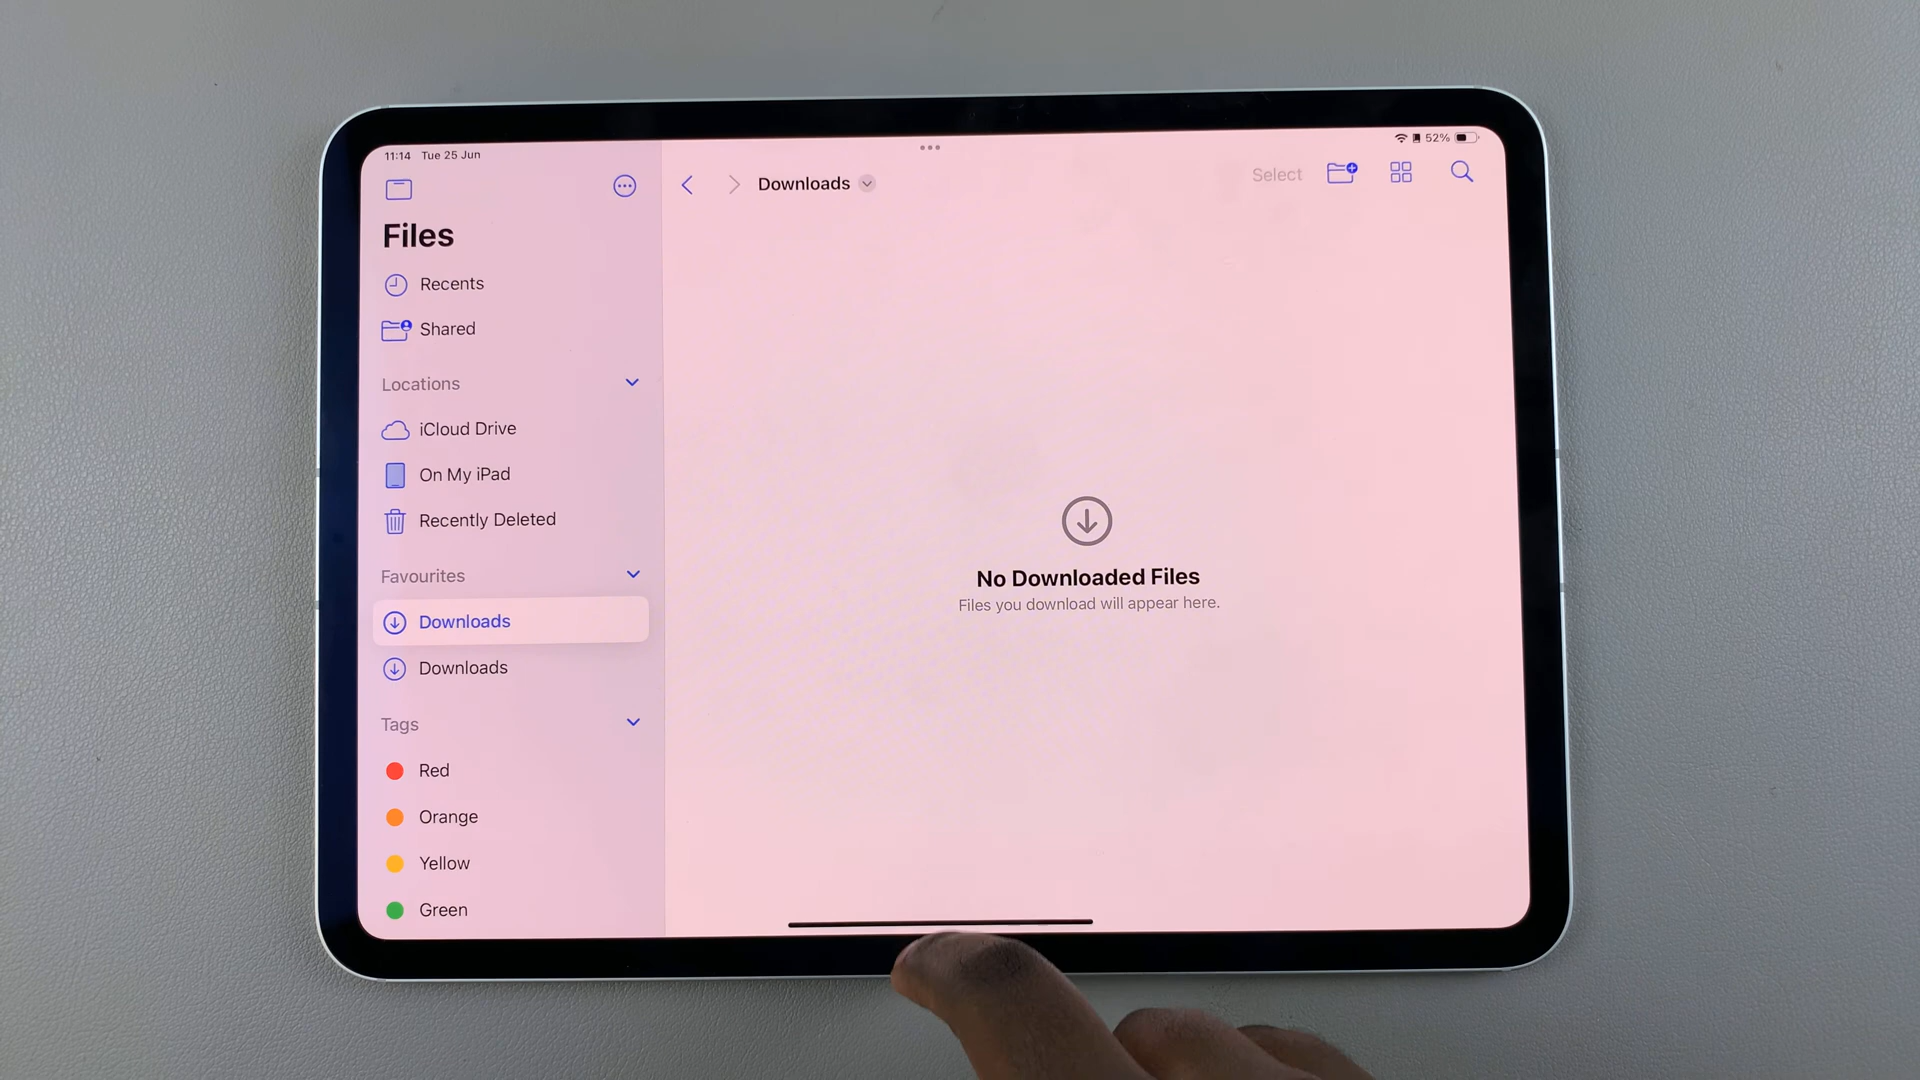 11:14 Tue 25 Jun
52%
Files
Recents
Shared
Locations
iCloud Drive
On My iPad
Recently Deleted
Favourites
Downloads
Downloads
Tags
Red
Orange
Yellow
Green
Downloads
Select
No Downloaded Files
Files you download will appear here.